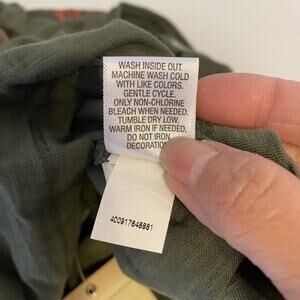 WASH INSIDE OUT.
MACHINE WASH COLD
WITH LIKE COLORS.
GENTLE CYCLE.
ONLY NON-CHLORINE
BLEACH WHEN NEEDED.
TUMBLE DRY LOW.
WARM IRON IF NEEDED.
DO NOT IRON
DECORATION
400917646981